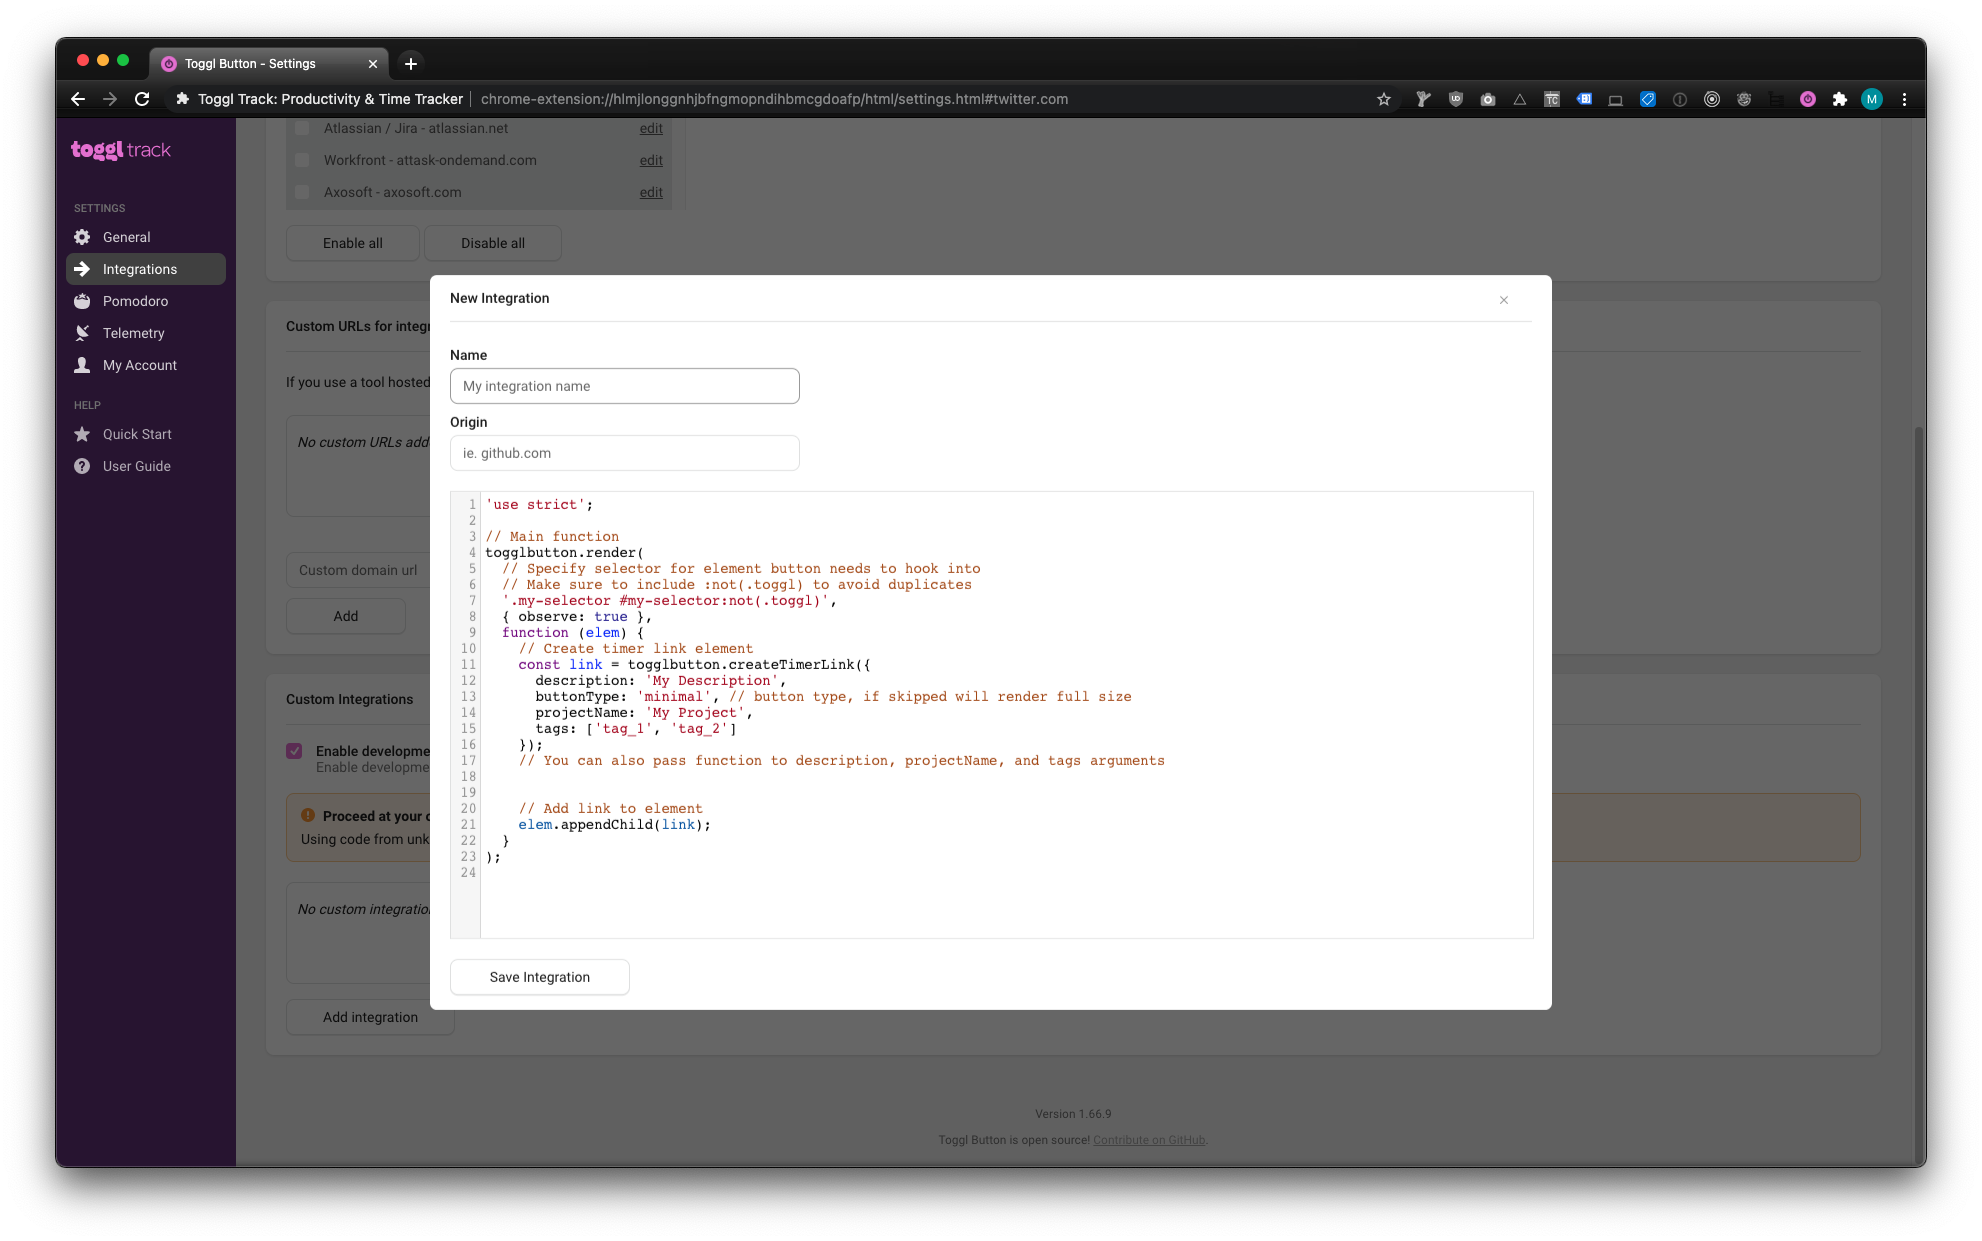 Toggl Button - Settings
Toggl Track: Productivity & Time Tracker | chrome-extension://hlmjlonggnhjbfngmopndihbmcgdoafp/html/settings.html#twitter.com
TC
M
toggl track
SETTINGS
General
Integrations
Pomodoro
Telemetry
My Account
HELP
Quick Start
User Guide
Atlassian / Jira - atlassian.net edit
Workfront - attask-ondemand.com edit
Axosoft - axosoft.com edit
Enable all Disable all
Custom URLs for integr
If you use a tool hosted
No custom URLs add
Custom domain url
Add
Custom Integrations
Enable developme
Enable developme
Proceed at your
Using code from unk
No custom integratio
Add integration
New Integration
Name
My integration name
Origin
ie. github.com
1 'use strict';
2
3 // Main function
4 togglbutton.render(
5 // Specify selector for element button needs to hook into
6 // Make sure to include :not(.toggl) to avoid duplicates
7 '.my-selector #my-selector:not(.toggl)',
8 { observe: true },
9 function (elem) {
10 // Create timer link element
11 const link = togglbutton.createTimerLink({
12 description: 'My Description',
13 buttonType: 'minimal', // button type, if skipped will render full size
14 projectName: 'My Project',
15 tags: ['tag_1', 'tag_2']
16 });
17 // You can also pass function to description, projectName, and tags arguments
18
19
20 // Add link to element
21 elem.appendChild(link);
22 }
23 );
24
Save Integration
Version 1.66.9
Toggl Button is open source! Contribute on GitHub.